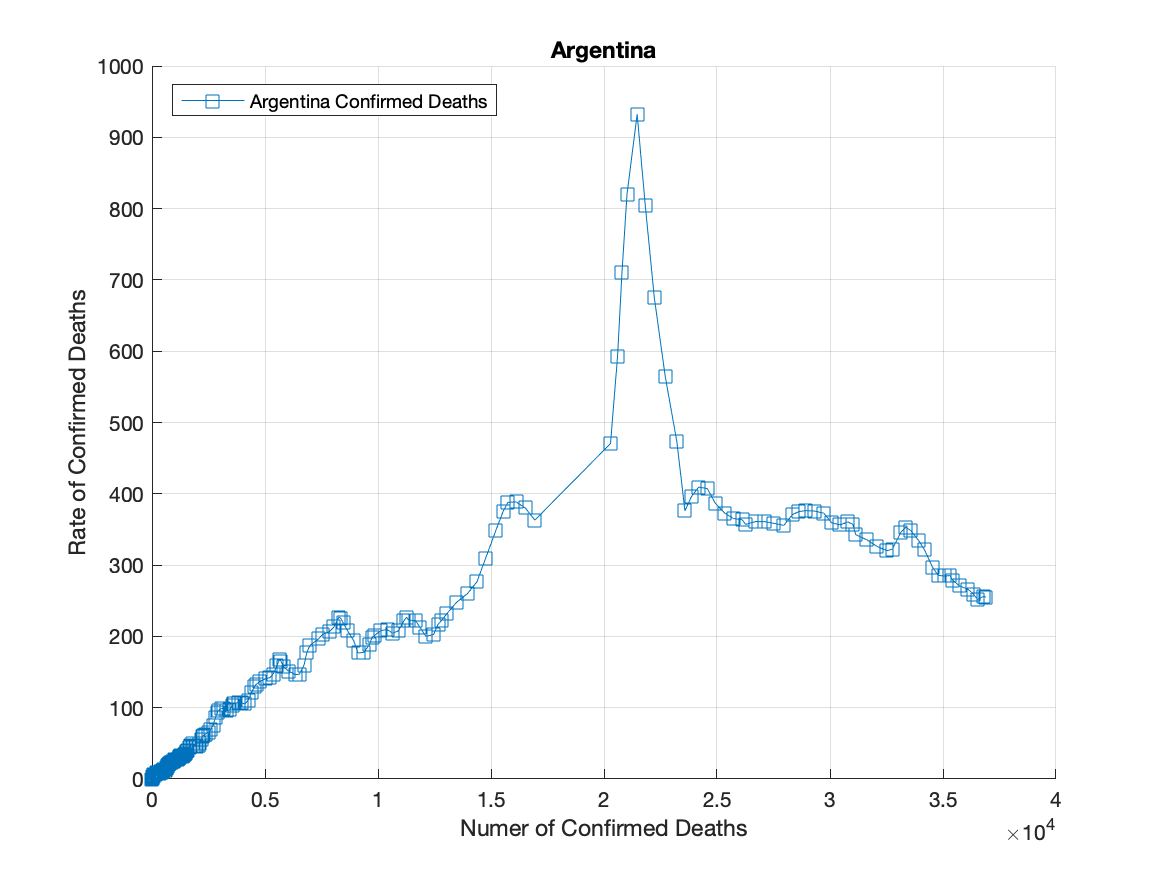 Argentina
Argentina Confirmed Deaths
1000
900
800
700
600
500
400
300
200
100
0
Rate of Confirmed Deaths
0 0.5 1 1.5 2 2.5 3 3.5 4
Numer of Confirmed Deaths
×10^4